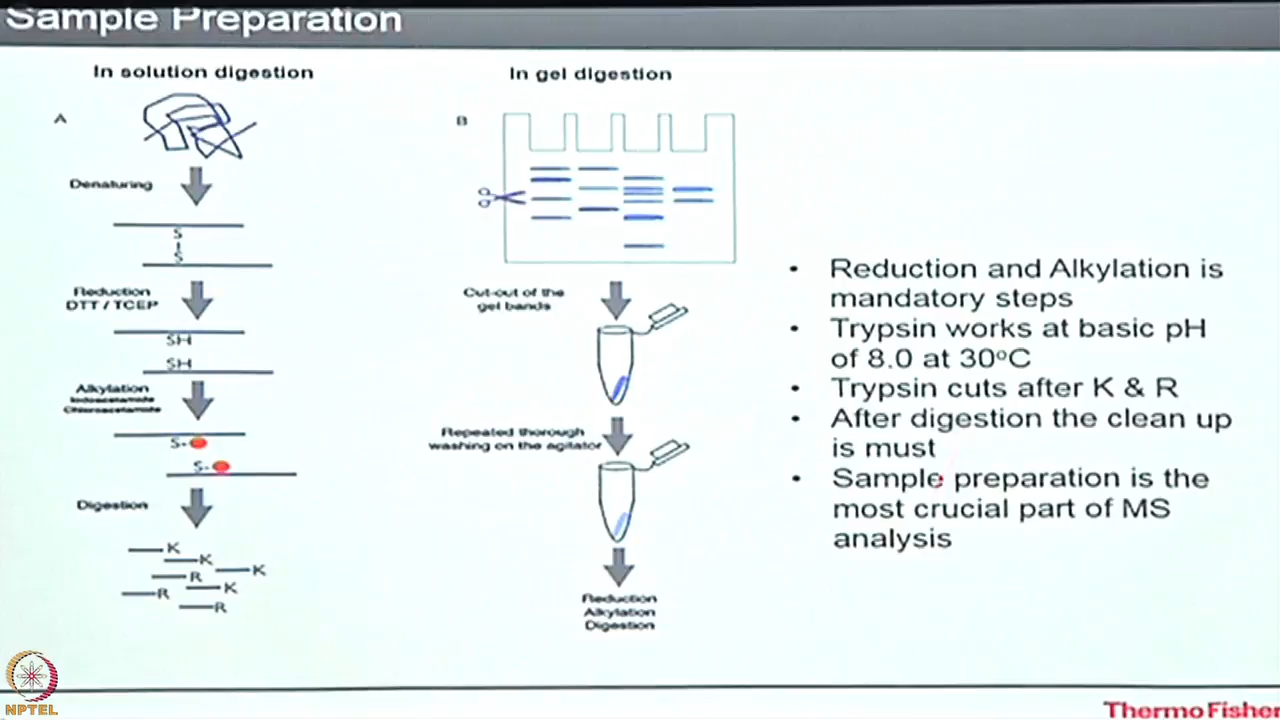 Sample Preparation
In solution digestion
A
Denaturing
S
S
Reduction
DTT / TCEP
SH
SH
Alkylation
Iodoacetamide
Chloroacetamide
S-
S-
Digestion
K
K
K
R
K
R
R
In gel digestion
B
Cut-out of the
gel bands
Repeated thorough
washing on the agitator
Reduction
Alkylation
Digestion
• Reduction and Alkylation is
mandatory steps
• Trypsin works at basic pH
of 8.0 at 30°C
• Trypsin cuts after K & R
• After digestion the clean up
is must
• Sample preparation is the
most crucial part of MS
analysis
NPTEL
ThermoFisher